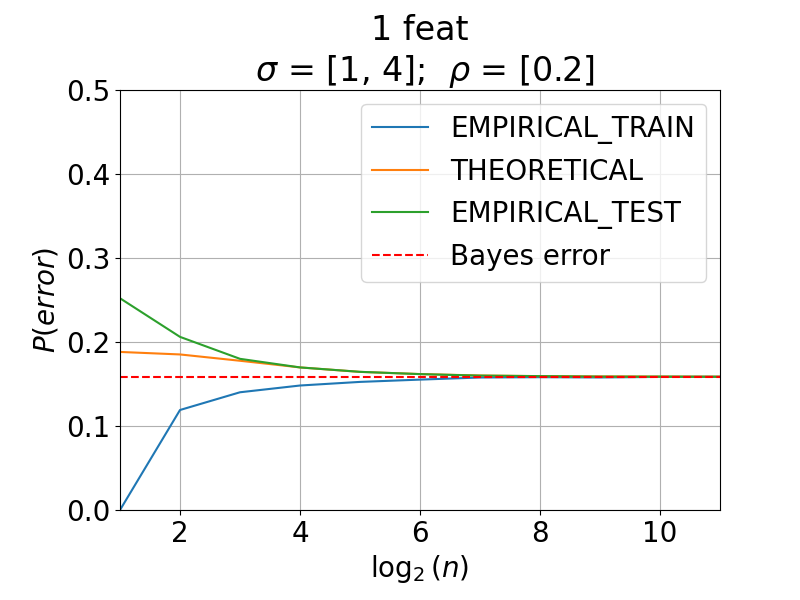 1 feat
σ = [1, 4]; ρ = [0.2]
EMPIRICAL_TRAIN
THEORETICAL
EMPIRICAL_TEST
Bayes error
P(error)
0.5
0.4
0.3
0.2
0.1
0.0
2 4 6 8 10
log₂(n)